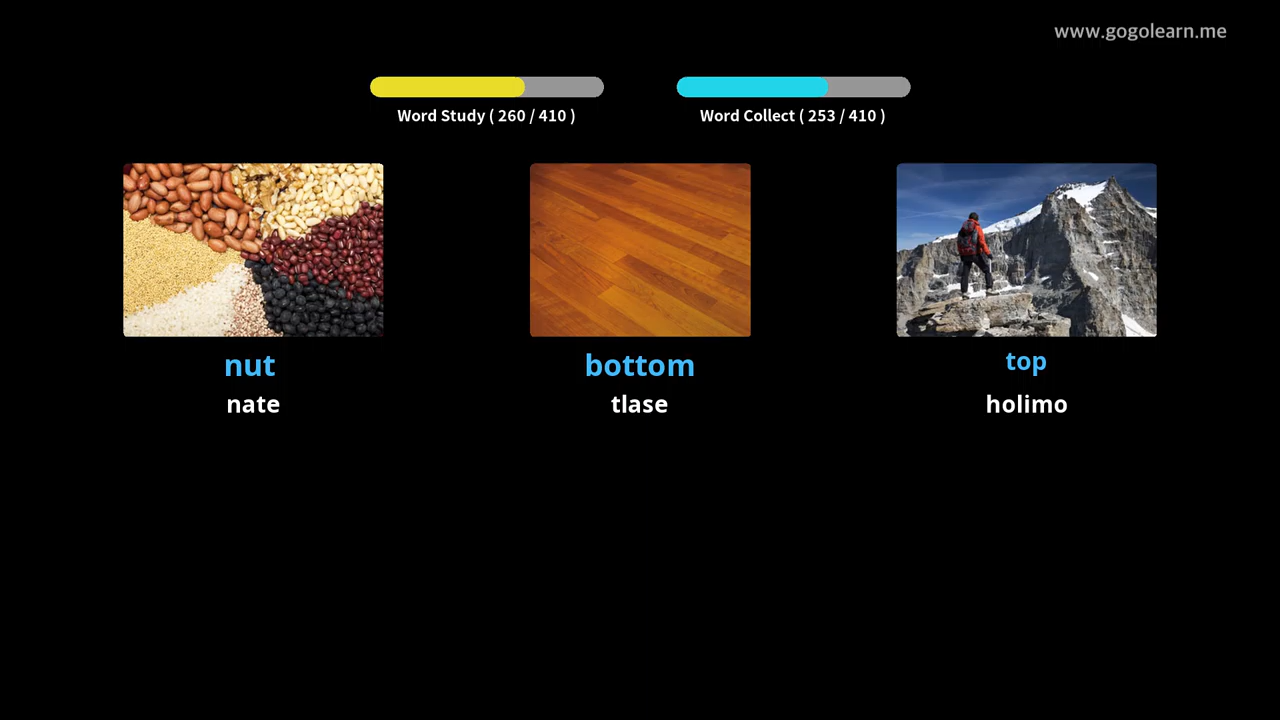 www.gogolearn.me
Word Study ( 260 / 410 )
Word Collect ( 253 / 410 )
nut
bottom
top
nate
tlase
holimo